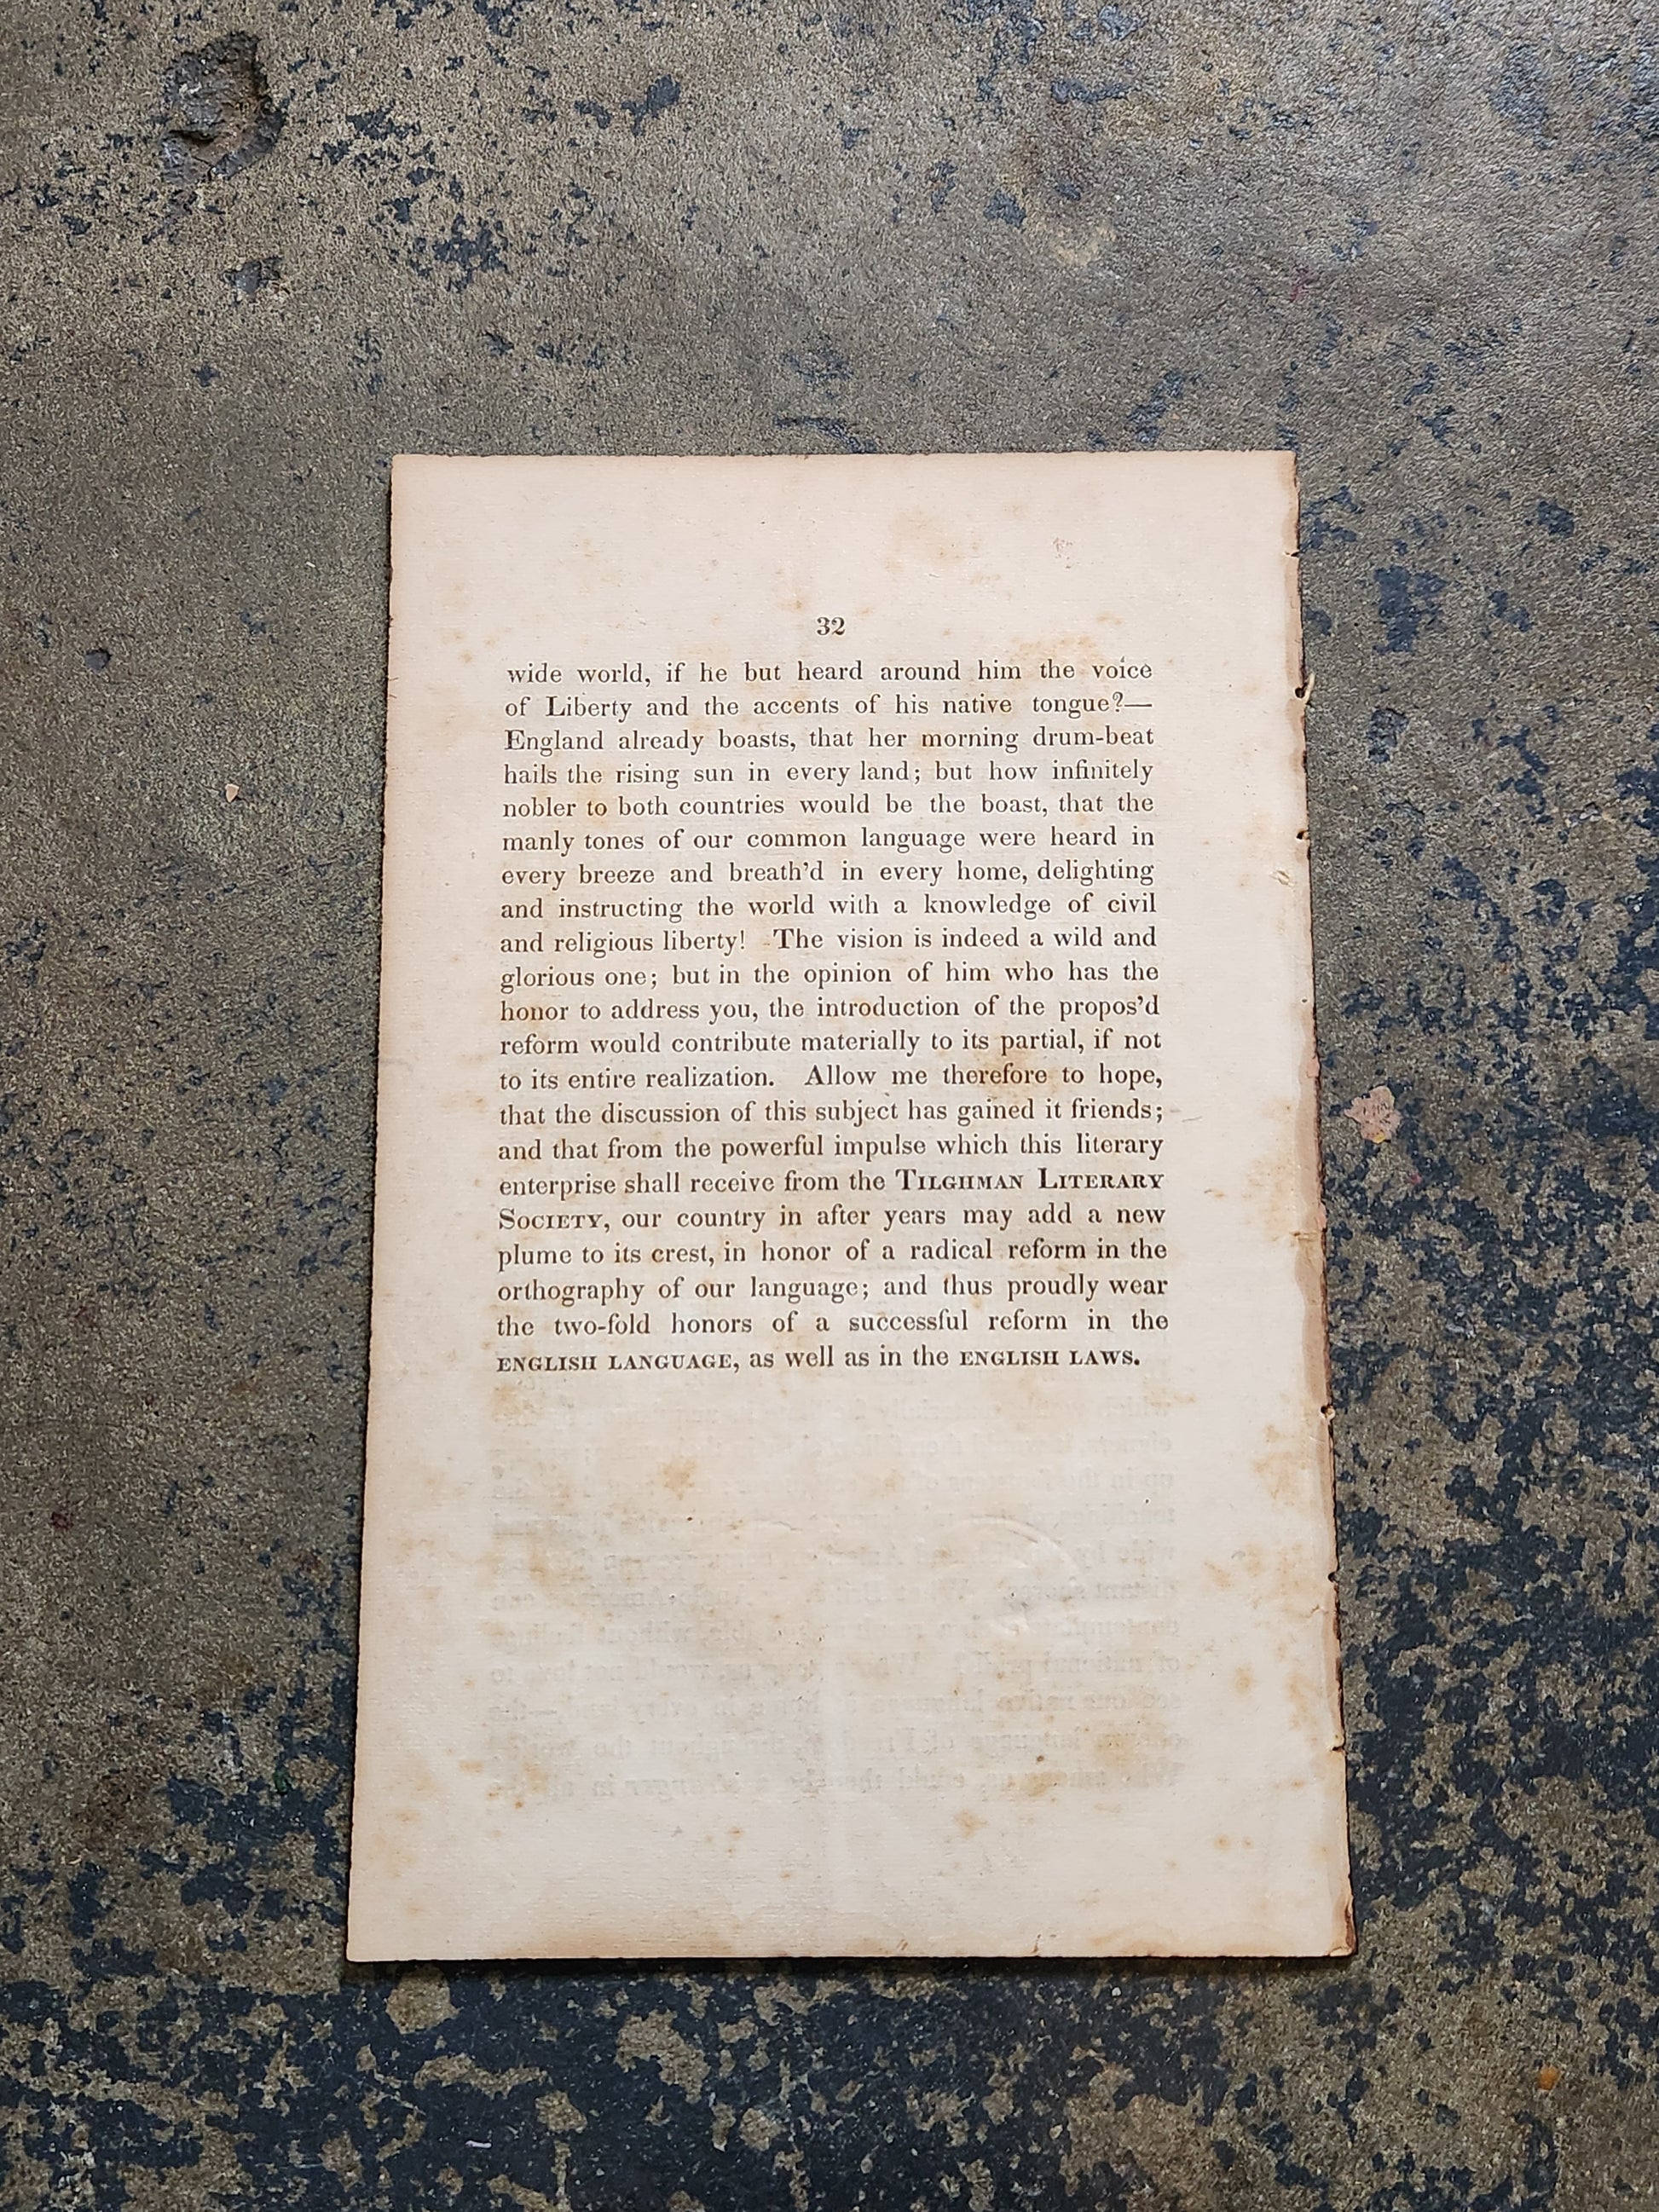 32
wide world, if he but heard around him the voice
of Liberty and the accents of his native tongue?—
England already boasts, that her morning drum-beat
hails the rising sun in every land; but how infinitely
nobler to both countries would be the boast, that the
manly tones of our common language were heard in
every breeze and breath'd in every home, delighting
and instructing the world with a knowledge of civil
and religious liberty! The vision is indeed a wild and
glorious one; but in the opinion of him who has the
honor to address you, the introduction of the propos'd
reform would contribute materially to its partial, if not
to its entire realization. Allow me therefore to hope,
that the discussion of this subject has gained it friends;
and that from the powerful impulse which this literary
enterprise shall receive from the TILGHMAN LITERARY
SOCIETY, our country in after years may add a new
plume to its crest, in honor of a radical reform in the
orthography of our language; and thus proudly wear
the two-fold honors of a successful reform in the
ENGLISH LANGUAGE, as well as in the ENGLISH LAWS.